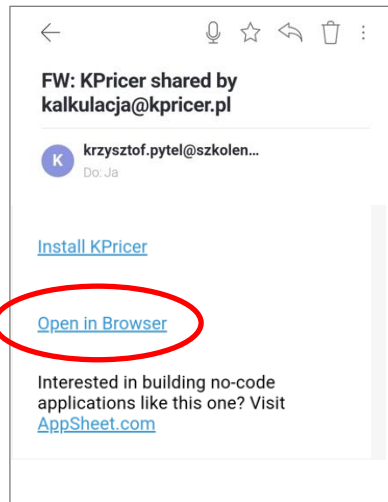 FW: KPricer shared by
kalkulacja@kpricer.pl
K
krzysztof.pytel@szkolen...
Do: Ja
Install KPricer
Open in Browser
Interested in building no-code
applications like this one? Visit
AppSheet.com